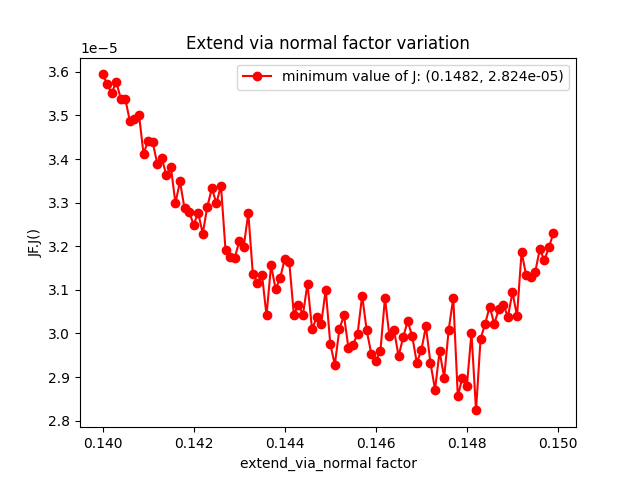 Extend via normal factor variation
1e−5
minimum value of J: (0.1482, 2.824e-05)
3.6
3.5
3.4
3.3
3.2
3.1
3.0
2.9
2.8
JF.J()
0.140 0.142 0.144 0.146 0.148 0.150
extend_via_normal factor